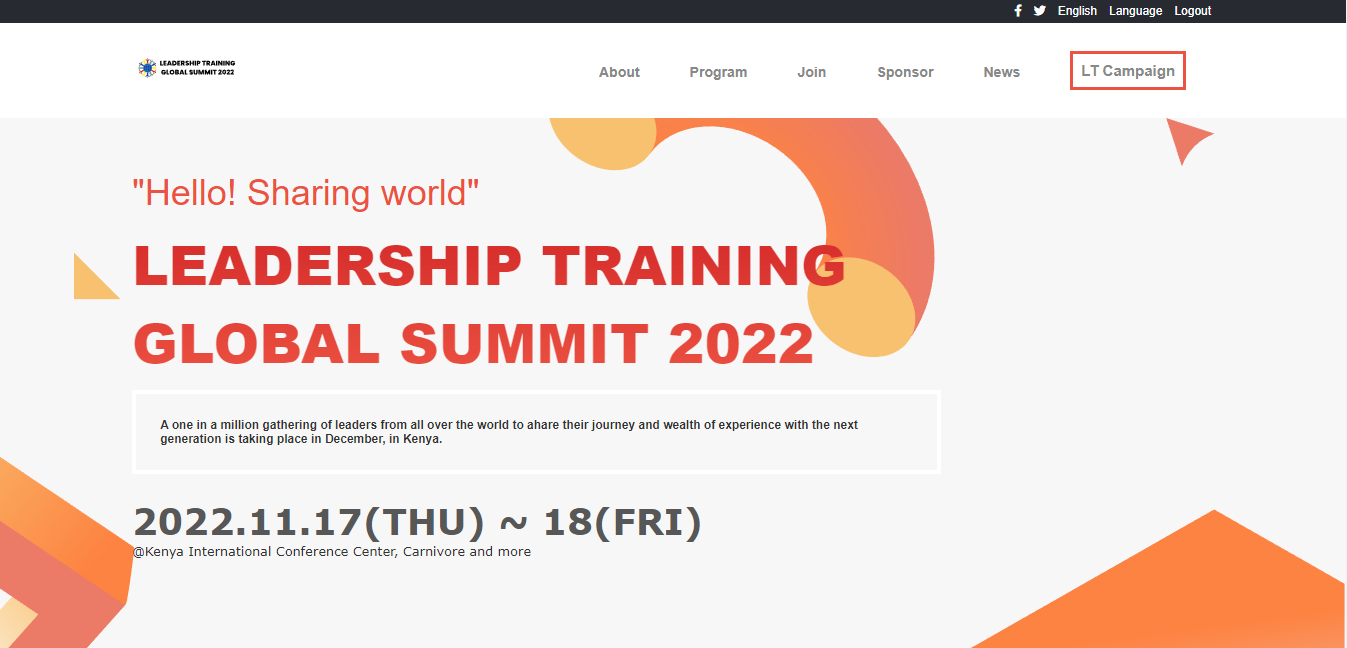 English Language Logout
LEADERSHIP TRAINING
GLOBAL SUMMIT 2022
About Program Join Sponsor News LT Campaign
"Hello! Sharing world"
LEADERSHIP TRAINING
GLOBAL SUMMIT 2022
A one in a million gathering of leaders from all over the world to ahare their journey and wealth of experience with the next
generation is taking place in December, in Kenya.
2022.11.17(THU) ~ 18(FRI)
@Kenya International Conference Center, Carnivore and more